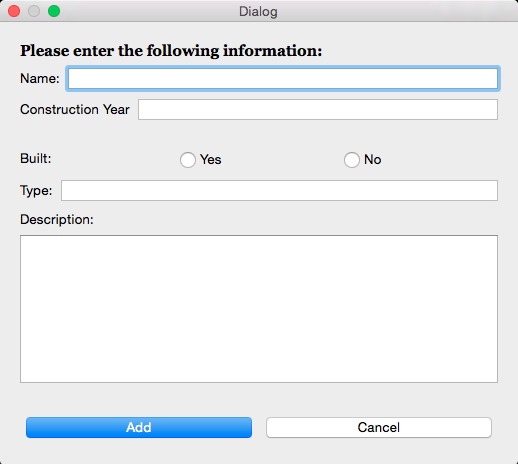 Dialog
Please enter the following information:
Name:
Construction Year
Built: Yes No
Type:
Description:
Add Cancel